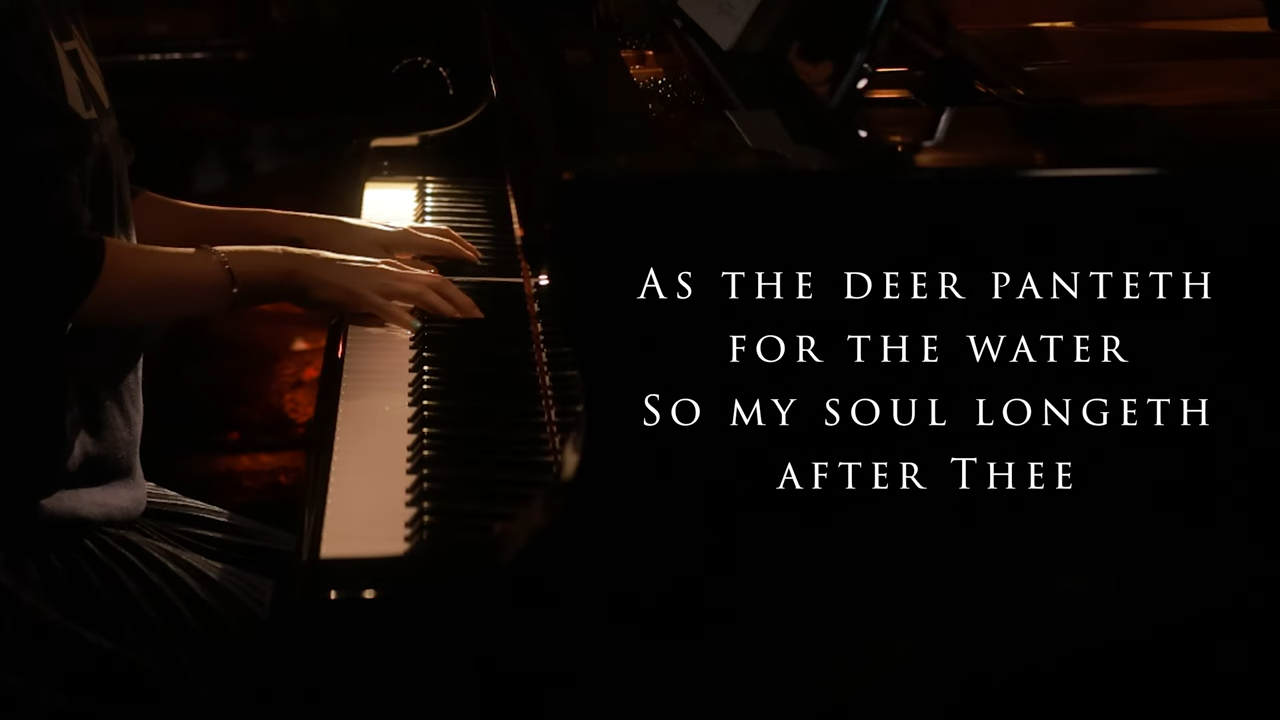 As the deer panteth
for the water
So my soul longeth
after Thee